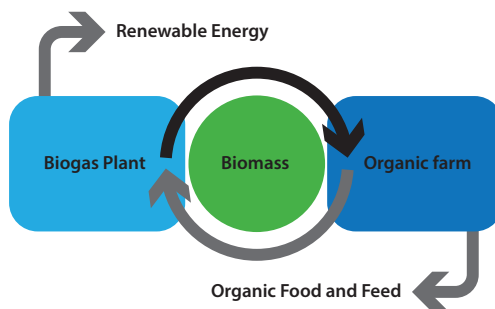 Renewable Energy
Biogas Plant
Biomass
Organic farm
Organic Food and Feed